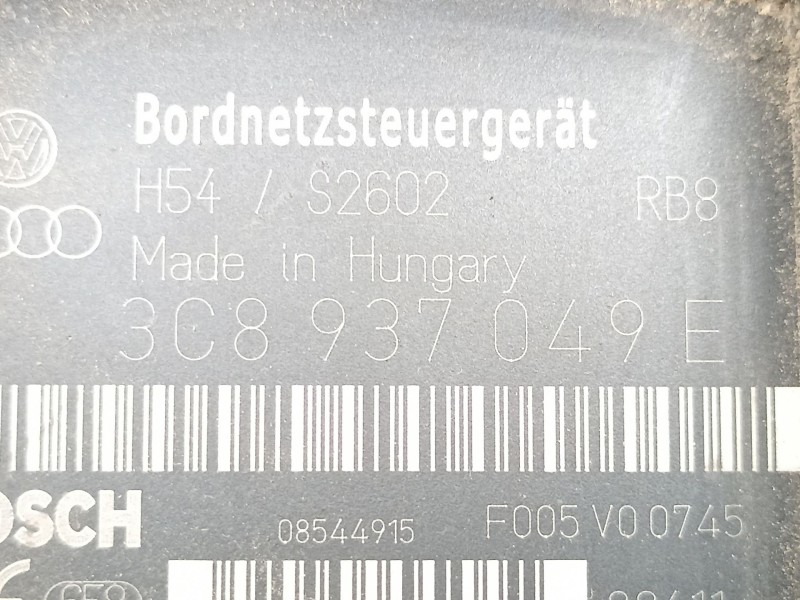 Bordnetzsteuergerät
H54 / S2602 RB8
Made in Hungary
3C8 937 049 E
OSCH 08544915 F005 V0 0745